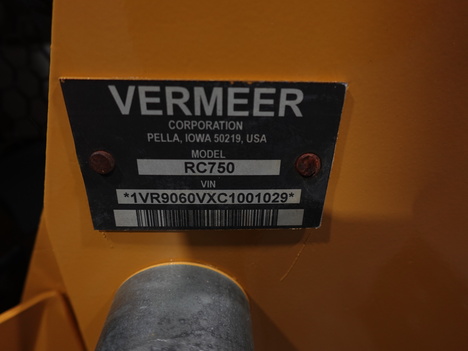 VERMEER
CORPORATION
PELLA, IOWA 50219, USA
MODEL
RC750
VIN
*1VR9060VXC1001029*